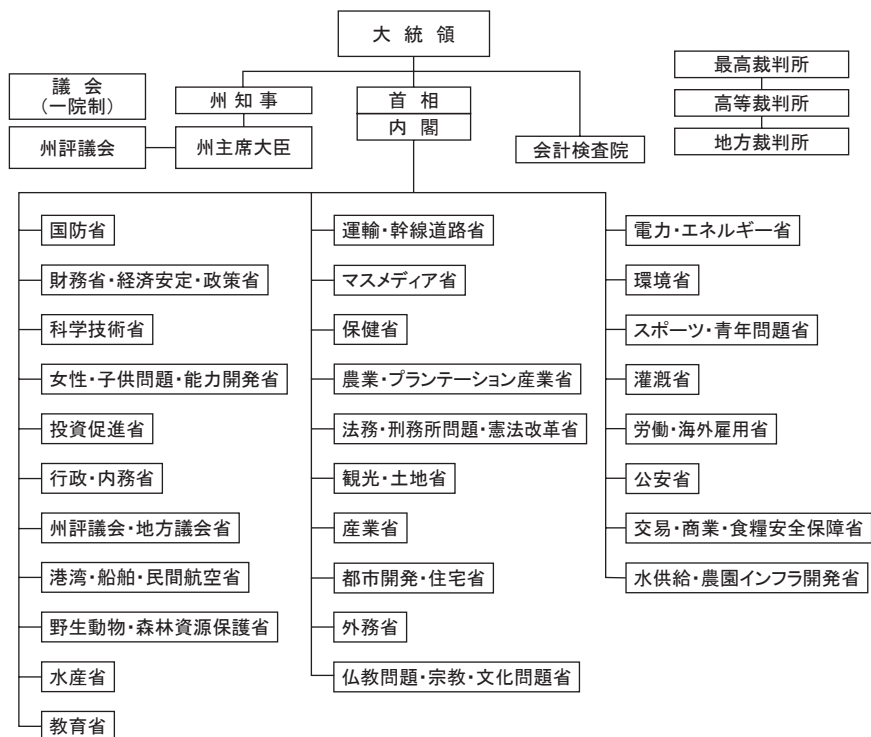 大統領
議会
(一院制)
州知事
首相
内閣
最高裁判所
高等裁判所
地方裁判所
州評議会
州主席大臣
会計検査院
国防省
財務省・経済安定・政策省
科学技術省
女性・子供問題・能力開発省
投資促進省
行政・内務省
州評議会・地方議会省
港湾・船舶・民間航空省
野生動物・森林資源保護省
水産省
教育省
運輸・幹線道路省
マスメディア省
保健省
農業・プランテーション産業省
法務・刑務所問題・憲法改革省
観光・土地省
産業省
都市開発・住宅省
外務省
仏教問題・宗教・文化問題省
電力・エネルギー省
環境省
スポーツ・青年問題省
灌漑省
労働・海外雇用省
公安省
交易・商業・食糧安全保障省
水供給・農園インフラ開発省